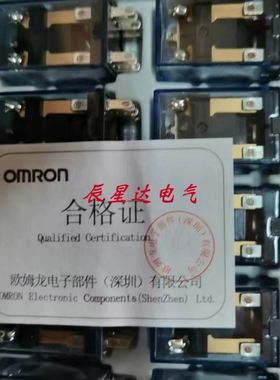 OMRON
辰星达电气
合格证
Qualified Certification
欧姆龙电子部件（深圳）有限公司
OMRON Electronic Components(ShenZhen) Ltd.